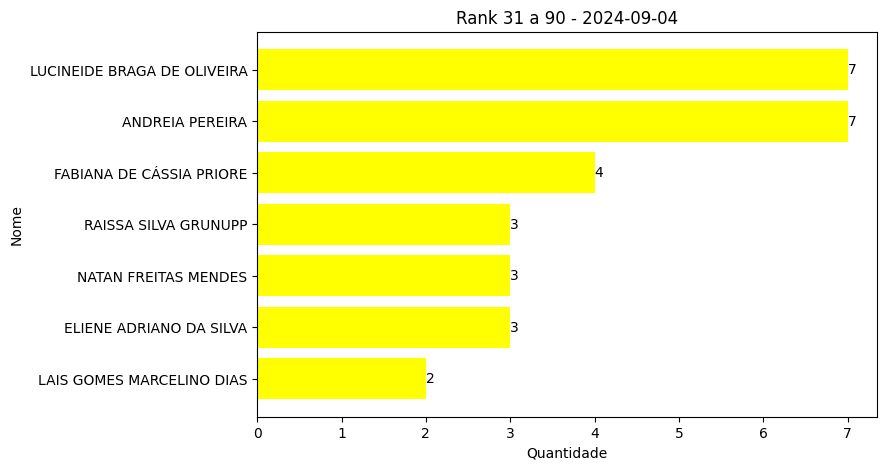 Rank 31 a 90 - 2024-09-04
Nome
LUCINEIDE BRAGA DE OLIVEIRA 7
ANDREIA PEREIRA 7
FABIANA DE CÁSSIA PRIORE 4
RAISSA SILVA GRUNUPP 3
NATAN FREITAS MENDES 3
ELIENE ADRIANO DA SILVA 3
LAIS GOMES MARCELINO DIAS 2
0 1 2 3 4 5 6 7
Quantidade